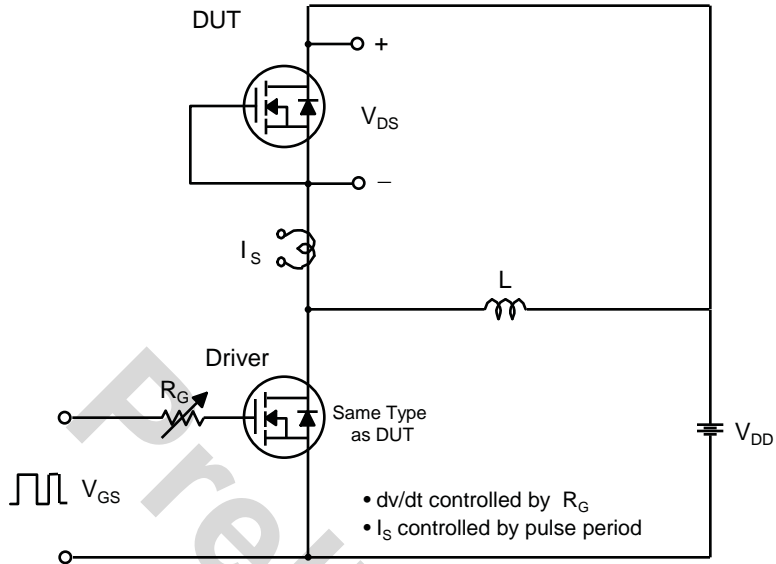 DUT
+
V_DS
–
I_S
L
Driver
R_G
Same Type
as DUT
V_DD
V_GS
• dv/dt controlled by R_G
• I_S controlled by pulse period